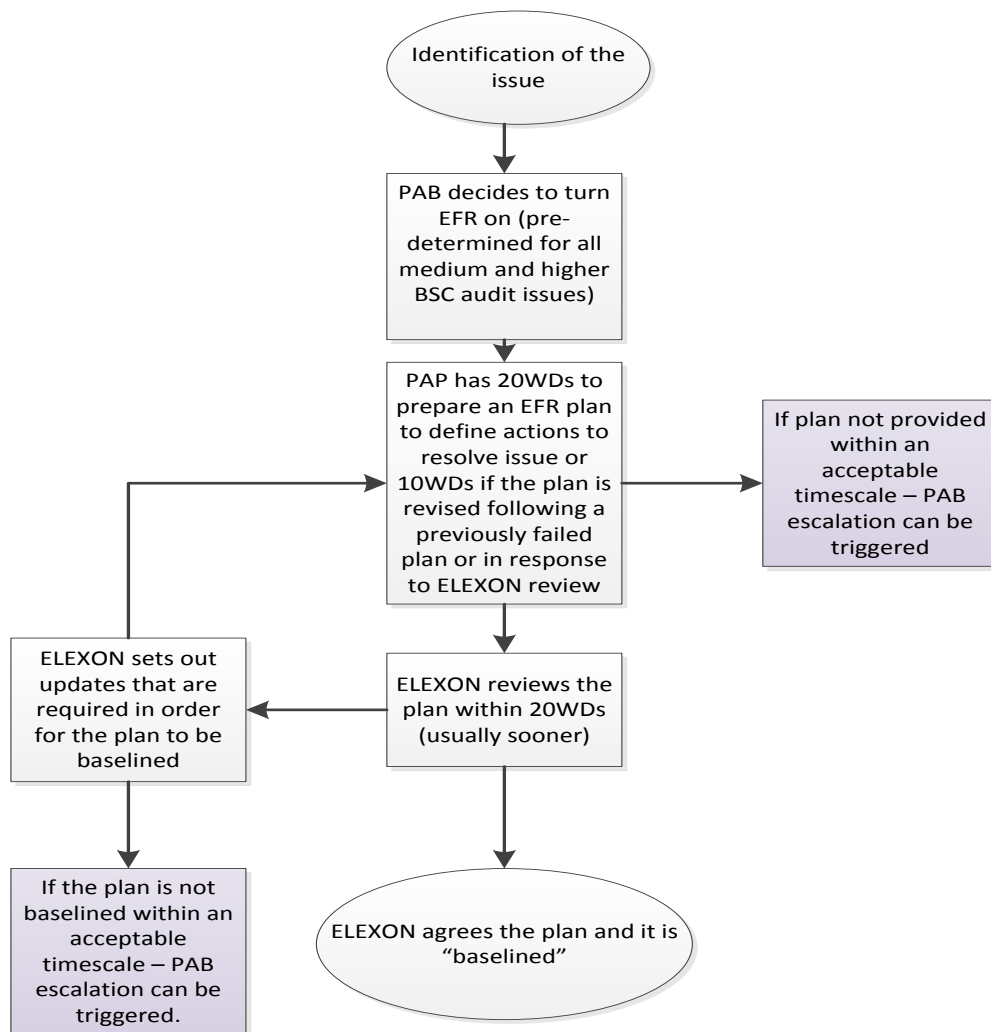 Identification of the
issue
PAB decides to turn
EFR on (pre-
determined for all
medium and higher
BSC audit issues)
PAP has 20WDs to
prepare an EFR plan
to define actions to
resolve issue or
10WDs if the plan is
revised following a
previously failed
plan or in response
to ELEXON review
If plan not provided
within an
acceptable
timescale – PAB
escalation can be
triggered
ELEXON sets out
updates that are
required in order
for the plan to be
baselined
ELEXON reviews the
plan within 20WDs
(usually sooner)
If the plan is not
baselined within an
acceptable
timescale – PAB
escalation can be
triggered.
ELEXON agrees the plan and it is
“baselined”